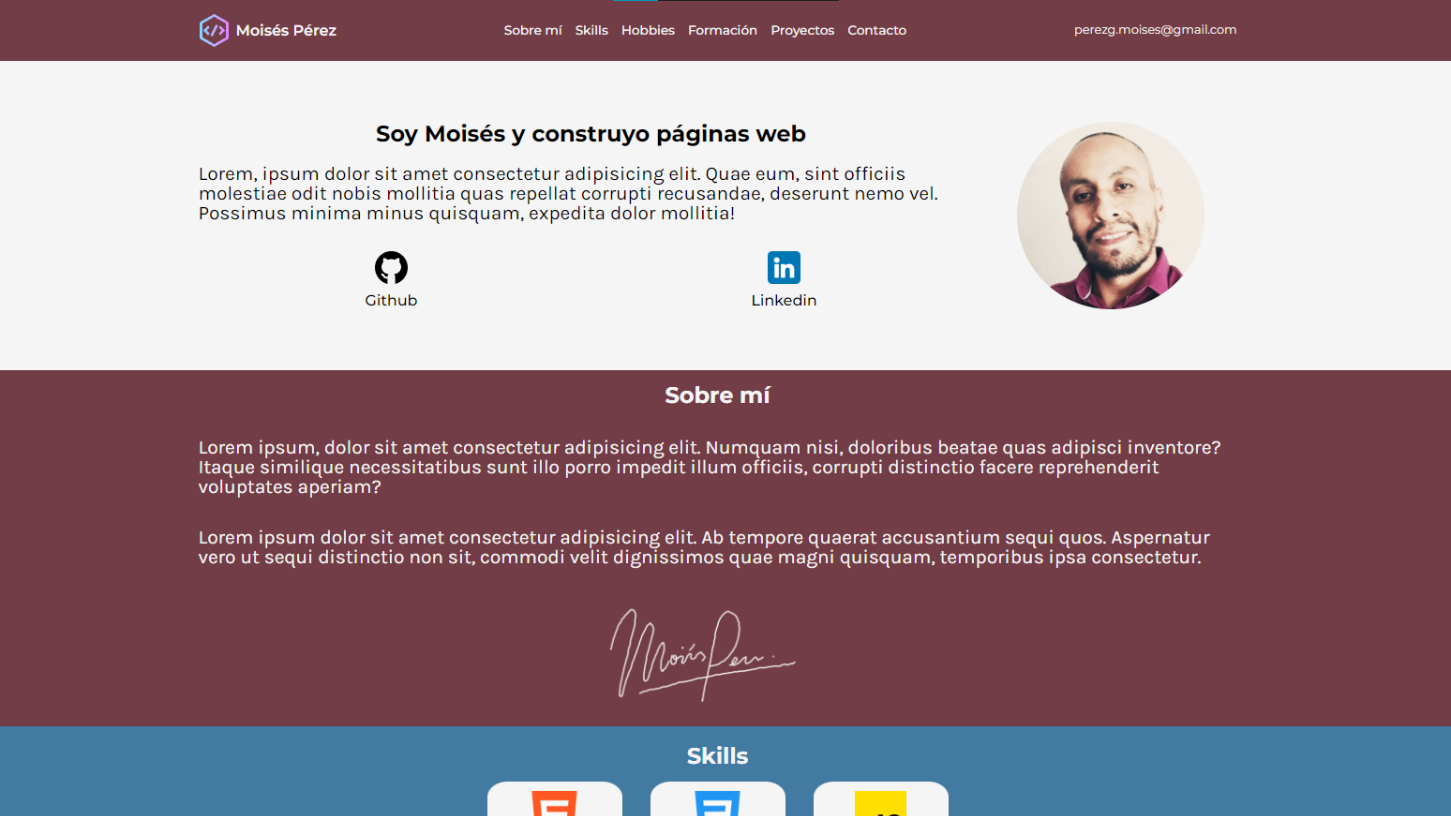 Moisés Pérez
Sobre mí Skills Hobbies Formación Proyectos Contacto
perezg.moises@gmail.com
Soy Moisés y construyo páginas web
Lorem, ipsum dolor sit amet consectetur adipisicing elit. Quae eum, sint officiis
molestiae odit nobis mollitia quas repellat corrupti recusandae, deserunt nemo vel.
Possimus minima minus quisquam, expedita dolor mollitia!
in
Github
Linkedin
Sobre mí
Lorem ipsum, dolor sit amet consectetur adipisicing elit. Numquam nisi, doloribus beatae quas adipisci inventore?
Itaque similique necessitatibus sunt illo porro impedit illum officiis, corrupti distinctio facere reprehenderit
voluptates aperiam?
Lorem ipsum dolor sit amet consectetur adipisicing elit. Ab tempore quaerat accusantium sequi quos. Aspernatur
vero ut sequi distinctio non sit, commodi velit dignissimos quae magni quisquam, temporibus ipsa consectetur.
Moisés
Skills